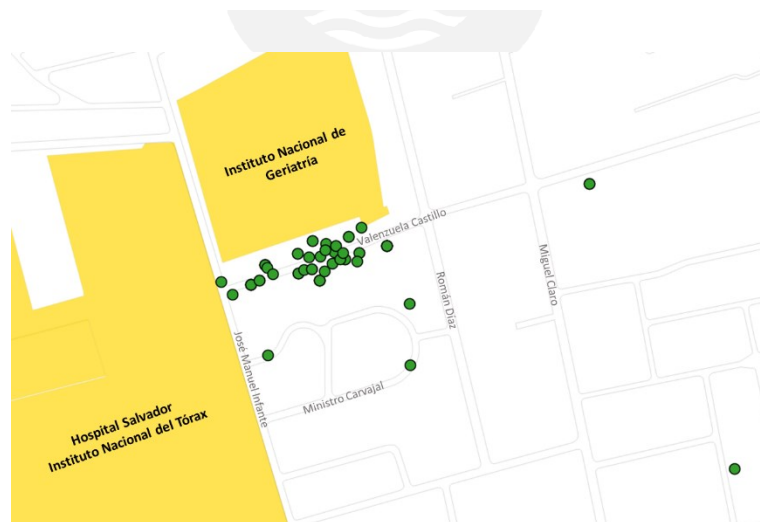 Instituto Nacional de
Geriatría
Valenzuela Castillo
Miguel Claro
Román Díaz
José Manuel Infante
Ministro Carvajal
Hospital Salvador
Instituto Nacional del Tórax